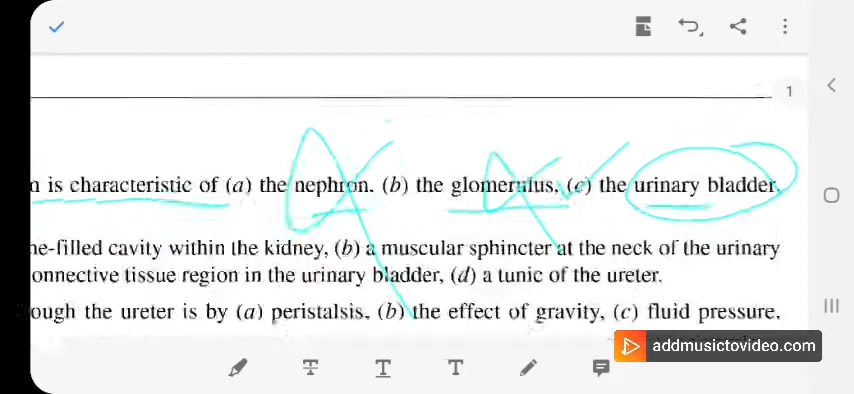 1
is characteristic of (a) the nephron. (b) the glomerulus, (c) the urinary bladder,
ne-filled cavity within the kidney, (b) a muscular sphincter at the neck of the urinary
onnective tissue region in the urinary bladder, (d) a tunic of the ureter.
ough the ureter is by (a) peristalsis. (b) the effect of gravity, (c) fluid pressure,
addmusictovideo.com
T T T